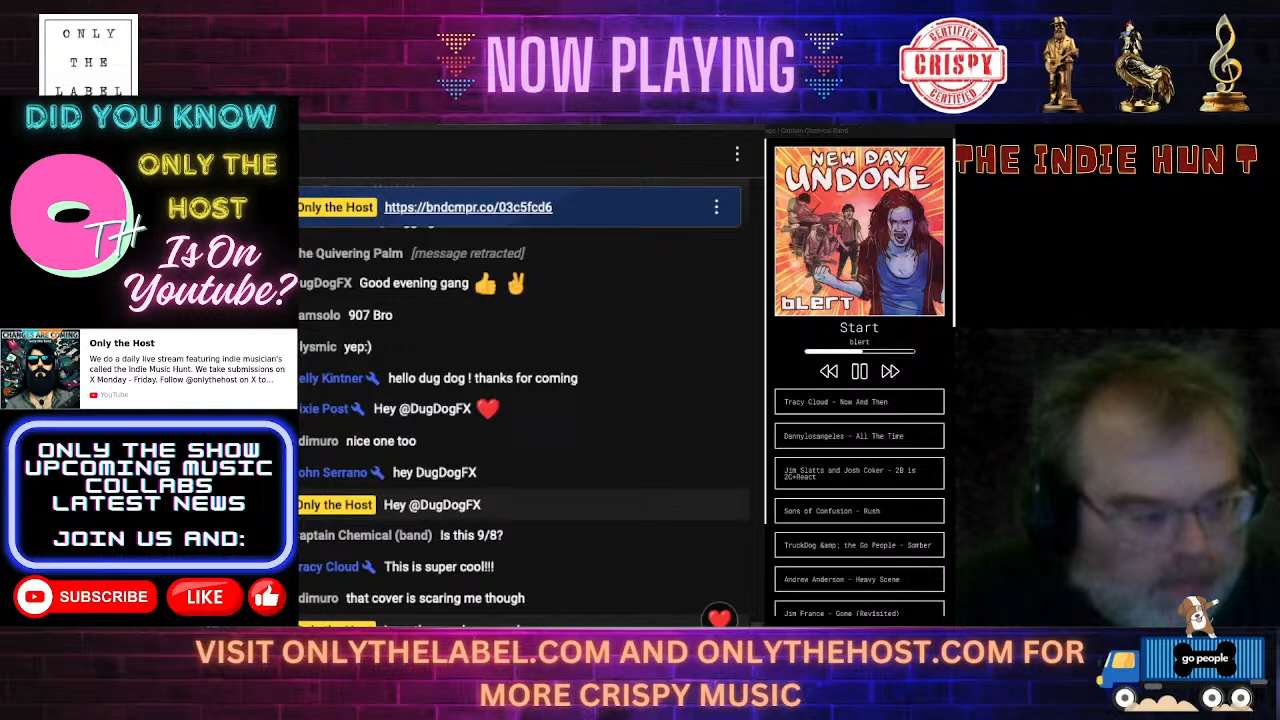 ONLY
THE
LABEL
NOW PLAYING
CERTIFIED
CRISPY
CERTIFIED
DID YOU KNOW
ONLY THE
HOST
TH
Is On
Youtube?
CHANGES ARE COMING
Only the Host
We do a daily live stream featuring indie musician's
called the Indie Music Hunt. We take submissions on
X Monday - Friday. Follow @onlythehost on X to...
YouTube
ONLY THE SHOW
UPCOMING MUSIC
COLLABS
LATEST NEWS
JOIN US AND:
SUBSCRIBE
LIKE
Only the Host https://bndcmpr.co/03c5fcd6
he Quivering Palm [message retracted]
ugDogFX Good evening gang 👍 ✌
amsolo 907 Bro
lysmic yep:)
elly Kintner hello dug dog ! thanks for coming
ixie Post Hey @DugDogFX ❤
dimuro nice one too
ohn Serrano hey DugDogFX
Only the Host Hey @DugDogFX
aptain Chemical (band) Is this 9/8?
racy Cloud This is super cool!!!
dimuro that cover is scaring me though
| Captain Chemical Band
NEW DAY
UNDONE
blert
Start
blert
Tracy Cloud - Now And Then
Dannylosangeles - All The Time
Jim Slatts and Josh Coker - 2B is
2C+React
Sons of Confusion - Rush
TruckDog &amp; the Go People - Somber
Andrew Anderson - Heavy Scene
Jim France - Gone (Revisited)
THE INDIE HUN T
VISIT ONLYTHELABEL.COM AND ONLYTHEHOST.COM FOR
MORE CRISPY MUSIC
go people